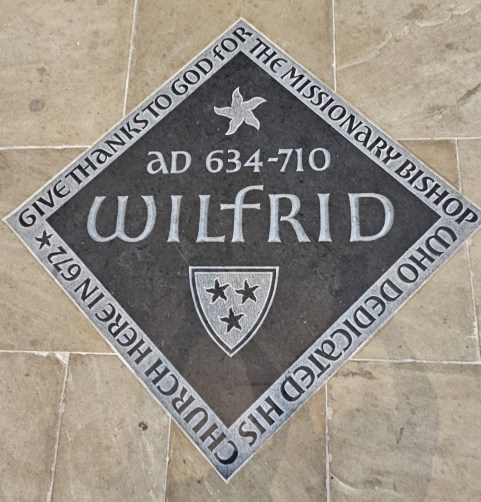 GIVE THANKS TO GOD FOR
THE MISSIONARY BISHOP
WHO DEDICATED HIS
CHURCH HERE IN 672
AD 634-710
WILFRID